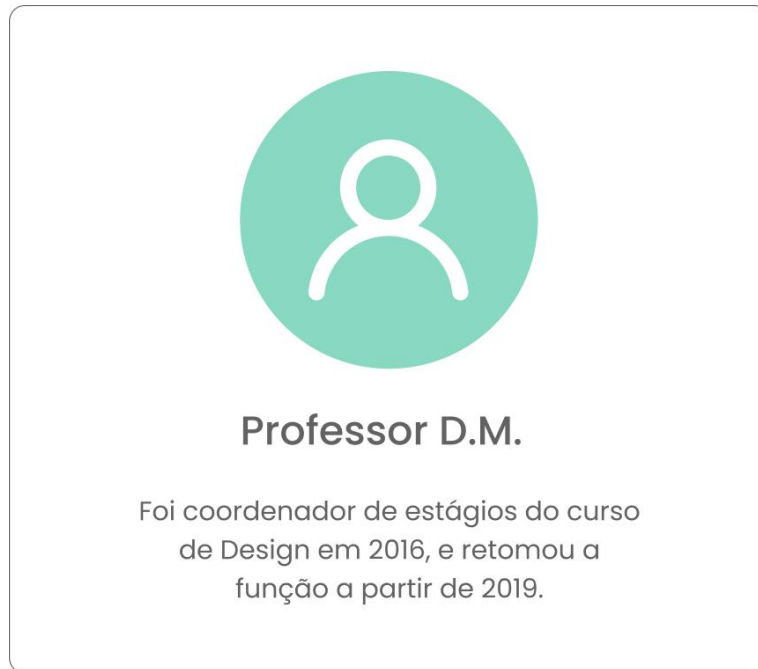 Professor D.M.
Foi coordenador de estágios do curso
de Design em 2016, e retomou a
função a partir de 2019.